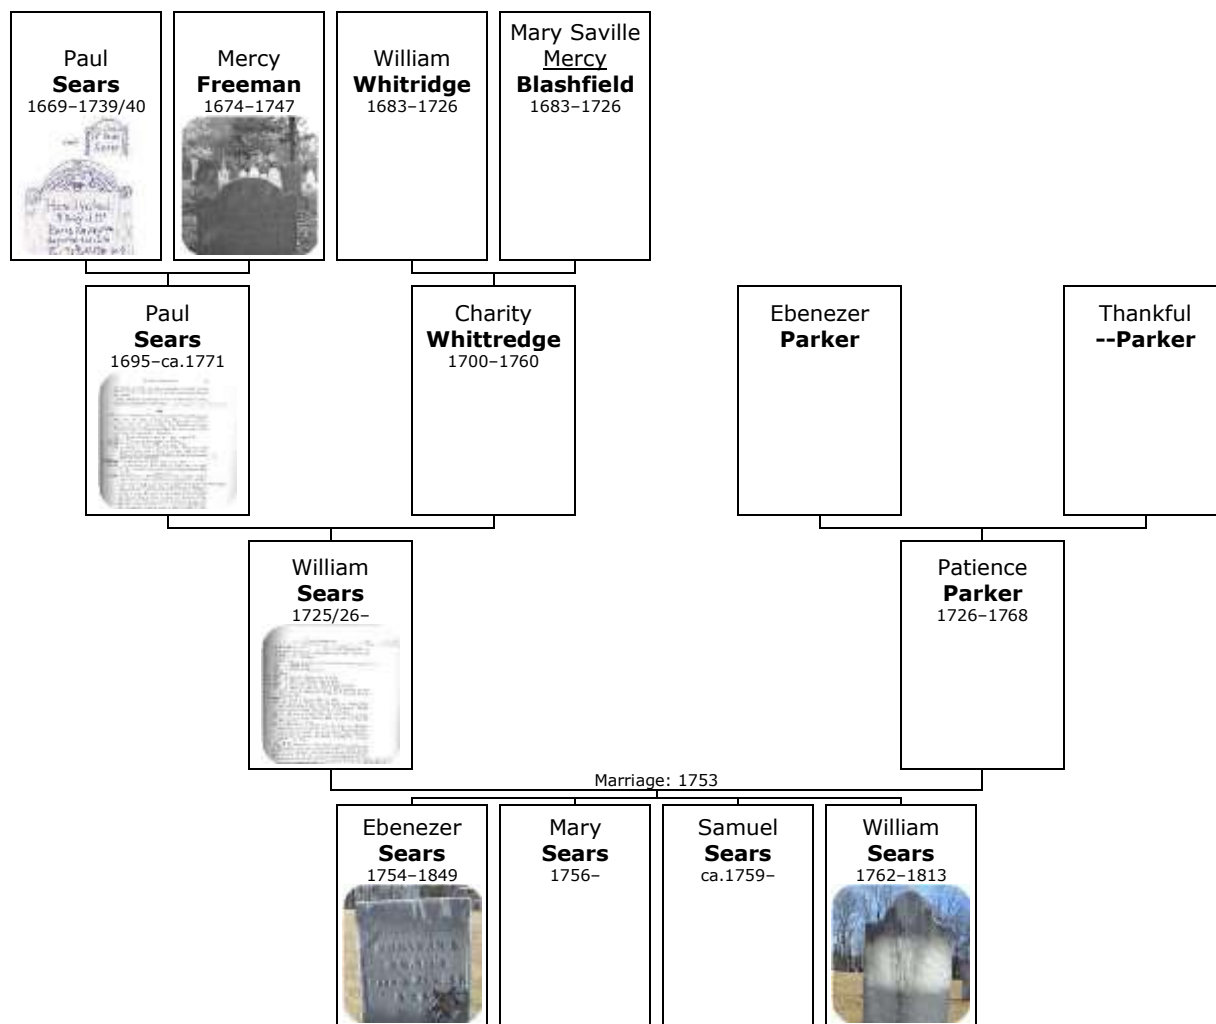 Paul
Sears
1669–1739/40
Mercy
Freeman
1674–1747
William
Whitridge
1683–1726
Mary Saville
Mercy
Blashfield
1683–1726
Paul
Sears
1695–ca.1771
Charity
Whittredge
1700–1760
Ebenezer
Parker
Thankful
--Parker
William
Sears
1725/26–
Patience
Parker
1726–1768
Marriage: 1753
Ebenezer
Sears
1754–1849
Mary
Sears
1756–
Samuel
Sears
ca.1759–
William
Sears
1762–1813